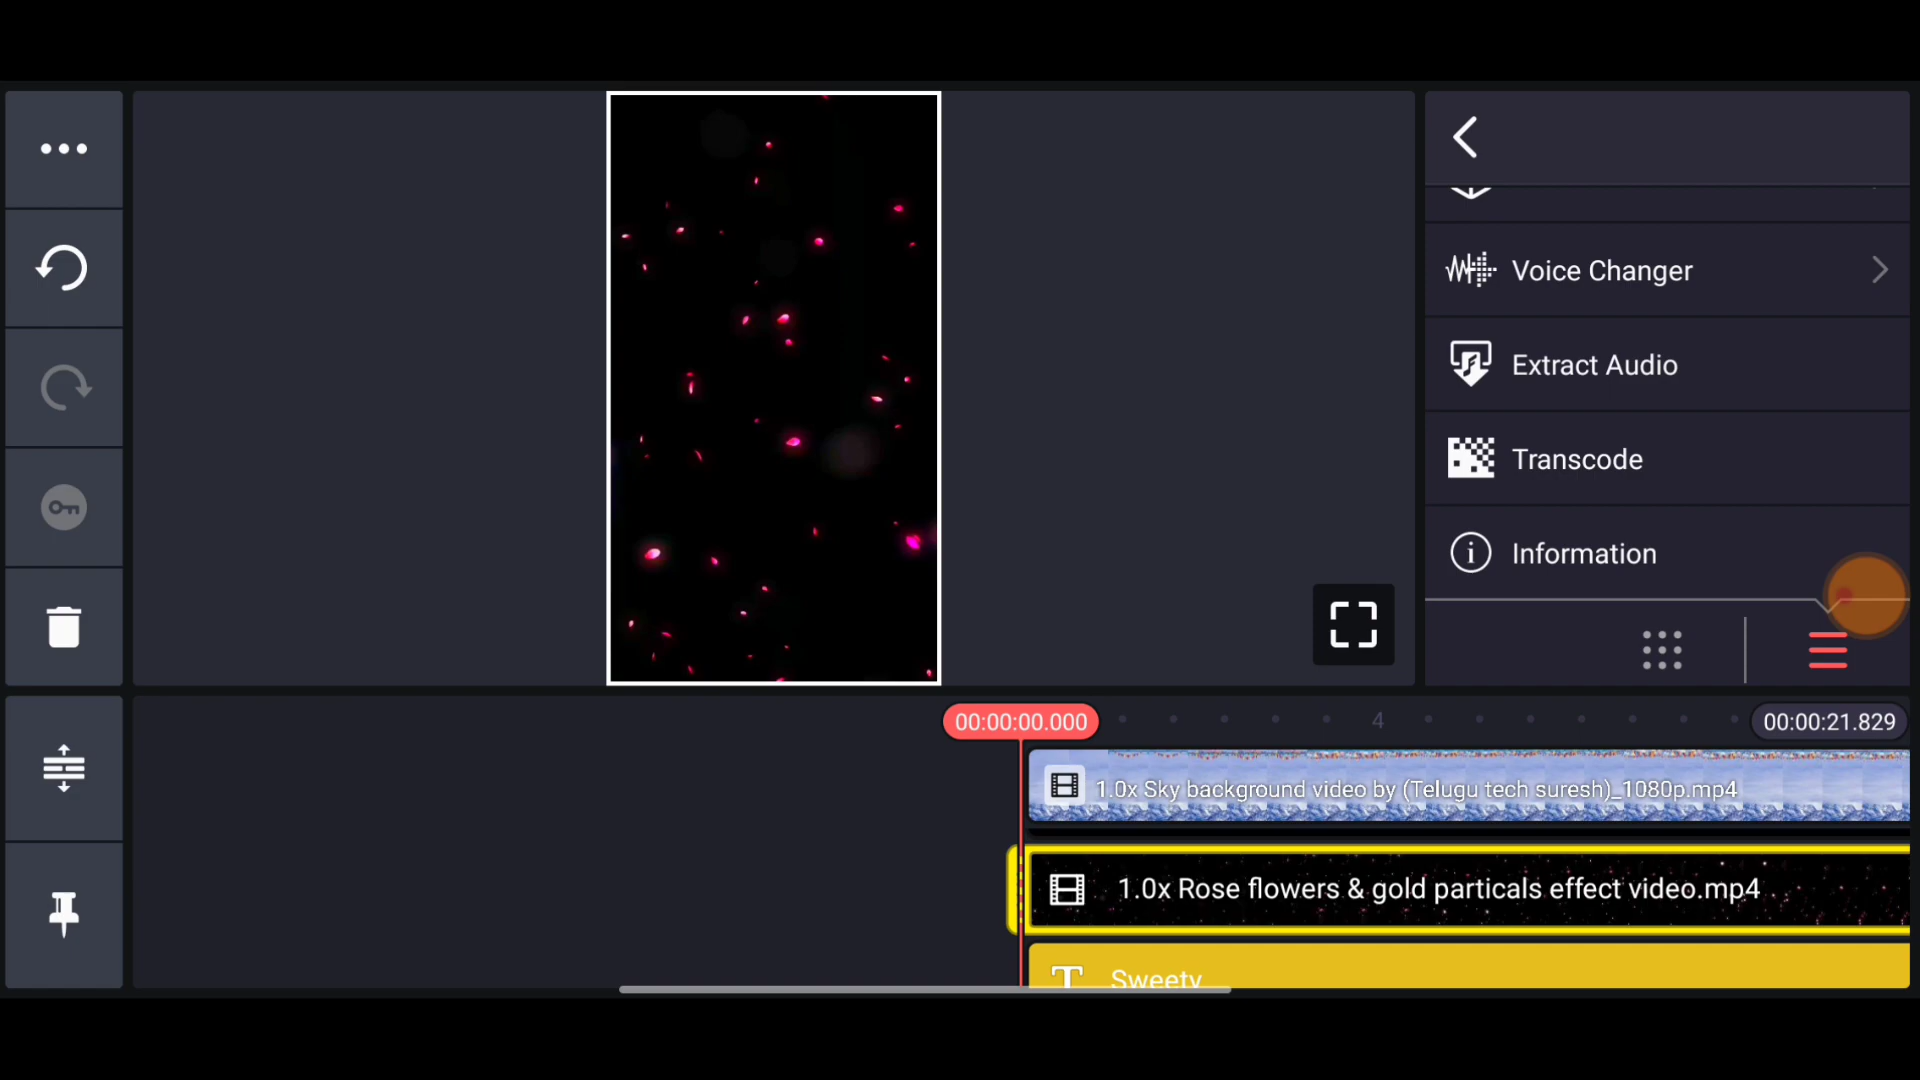 Voice Changer
Extract Audio
Transcode
Information
00:00:00.000
4
00:00:21.829
1.0x Sky background video by (Telugu tech suresh)_1080p.mp4
1.0x Rose flowers & gold particals effect video.mp4
Sweety